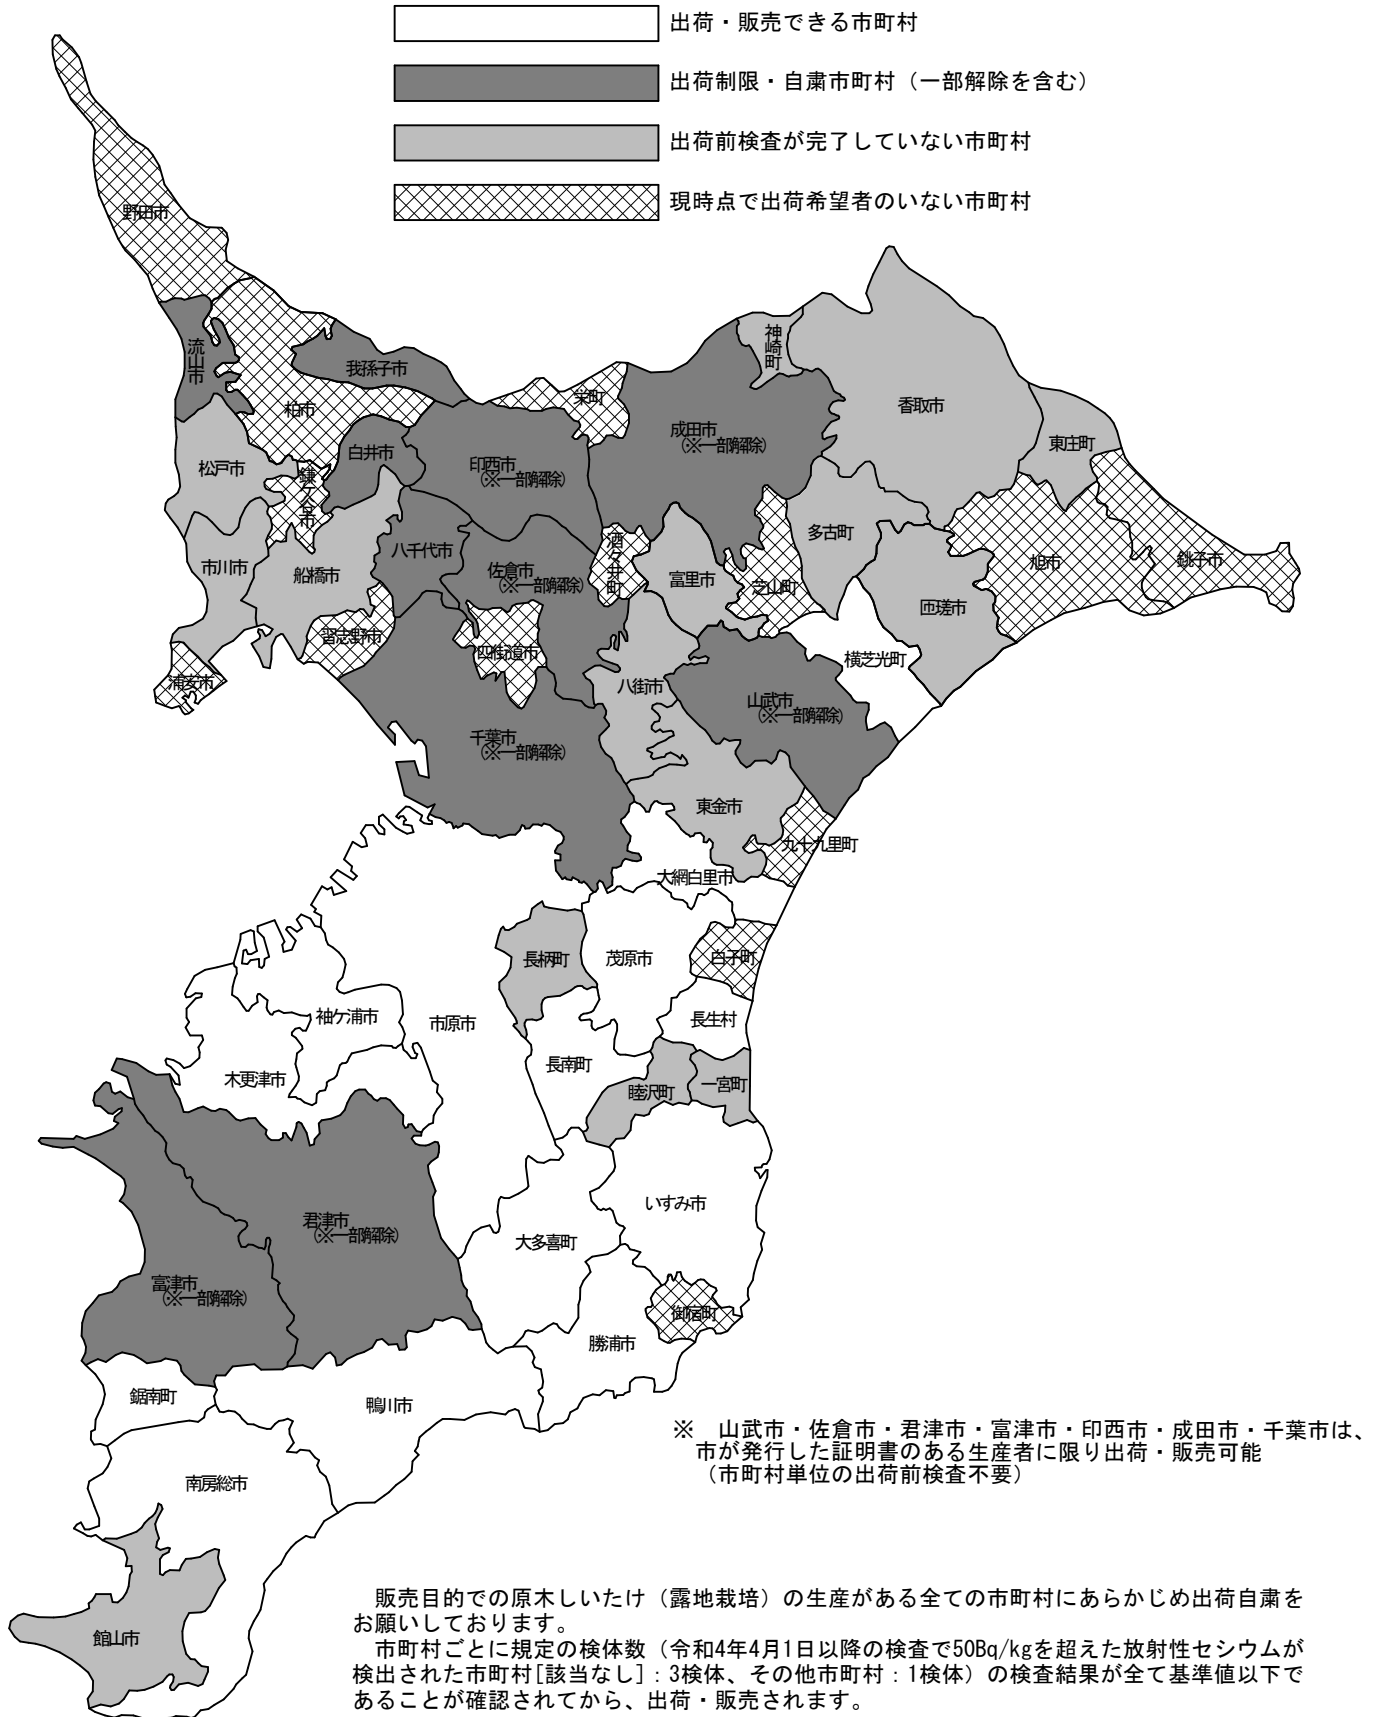 出荷・販売できる市町村
出荷制限・自粛市町村（一部解除を含む）
出荷前検査が完了していない市町村
現時点で出荷希望者のいない市町村
野田市
流山市
我孫子市
柏市
松戸市
鎌ケ谷市
白井市
印西市
（※一部解除）
栄町
成田市
（※一部解除）
神崎町
香取市
東庄町
銚子市
旭市
匝瑳市
多古町
芝山町
富里市
酒々井町
佐倉市
（※一部解除）
八千代市
船橋市
市川市
浦安市
習志野市
四街道市
千葉市
（※一部解除）
八街市
山武市
（※一部解除）
横芝光町
東金市
九十九里町
大網白里市
茂原市
白子町
長柄町
長生村
市原市
袖ケ浦市
木更津市
長南町
睦沢町
一宮町
いすみ市
大多喜町
君津市
（※一部解除）
富津市
（※一部解除）
御宿町
勝浦市
鋸南町
鴨川市
南房総市
館山市
※　山武市・佐倉市・君津市・富津市・印西市・成田市・千葉市は、
市が発行した証明書のある生産者に限り出荷・販売可能
（市町村単位の出荷前検査不要）
販売目的での原木しいたけ（露地栽培）の生産がある全ての市町村にあらかじめ出荷自粛を
お願いしております。
市町村ごとに規定の検体数（令和4年4月1日以降の検査で50Bq/kgを超えた放射性セシウムが
検出された市町村[該当なし]：3検体、その他市町村：1検体）の検査結果が全て基準値以下で
あることが確認されてから、出荷・販売されます。